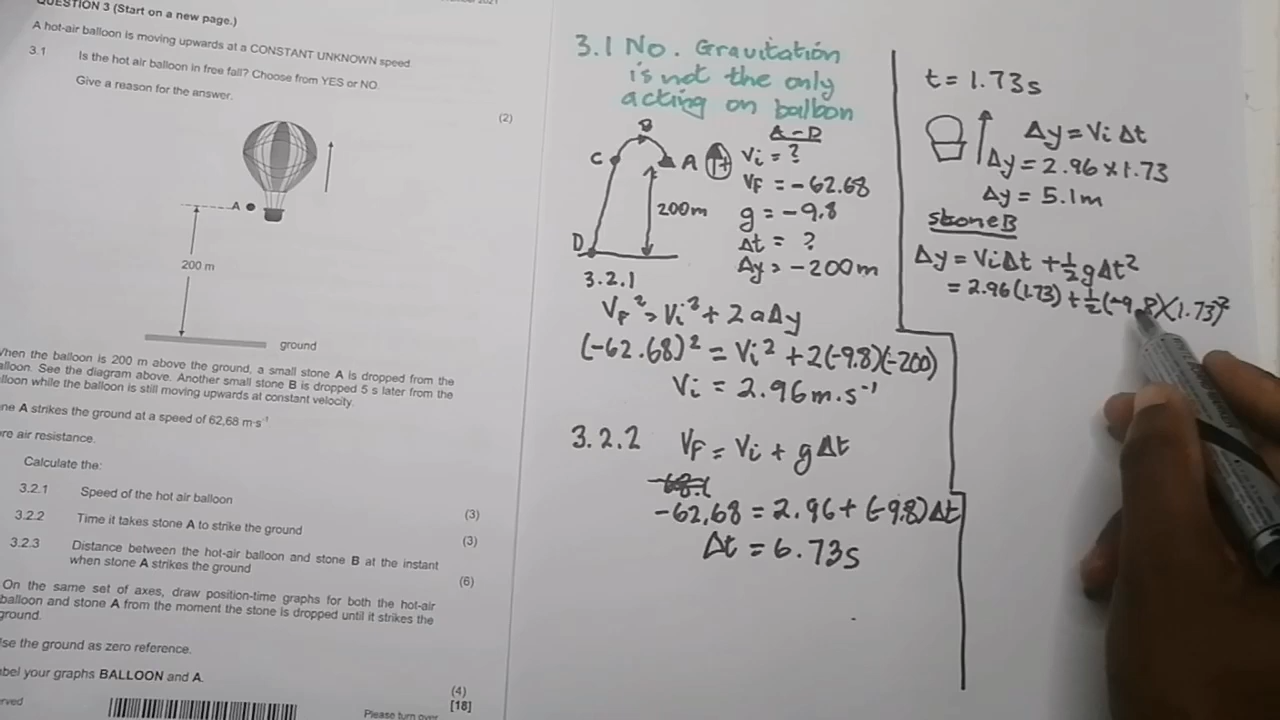 QUESTION 3 (Start on a new page.)
A hot-air balloon is moving upwards at a CONSTANT UNKNOWN speed
3.1 Is the hot air balloon in free fall? Choose from YES or NO.
Give a reason for the answer.
(2)
A
200 m
ground
When the balloon is 200 m above the ground, a small stone A is dropped from the
balloon. See the diagram above. Another small stone B is dropped 5 s later from the
balloon while the balloon is still moving upwards at constant velocity.
ne A strikes the ground at a speed of 62,68 m·s⁻¹
re air resistance.
Calculate the:
3.2.1 Speed of the hot air balloon
(3)
3.2.2 Time it takes stone A to strike the ground
(3)
3.2.3 Distance between the hot-air balloon and stone B at the instant
when stone A strikes the ground
(6)
On the same set of axes, draw position-time graphs for both the hot-air
balloon and stone A from the moment the stone is dropped until it strikes the
ground.
se the ground as zero reference.
abel your graphs BALLOON and A.
(4)
[18]
rved
Please turn over
3.1 No. Gravitation
is not the only
acting on balloon
B
C
A
D
200m
+
A-D
Vi = ?
VF = -62.68
g = -9,8
Δt = ?
Δy = -200m
3.2.1
VF² = Vi² + 2aΔy
(-62.68)² = Vi² + 2(-9.8)(-200)
Vi = 2.96m.s⁻¹
3.2.2 VF = Vi + gΔt
-62,68 = 2.96 + (-9.8)Δt
Δt = 6.73s
t = 1.73s
Δy = Vi Δt
Δy = 2.96 × 1.73
Δy = 5.1m
stone B
Δy = ViΔt + ½gΔt²
= 2.96(1.73) + ½(-9.8)(1.73)²